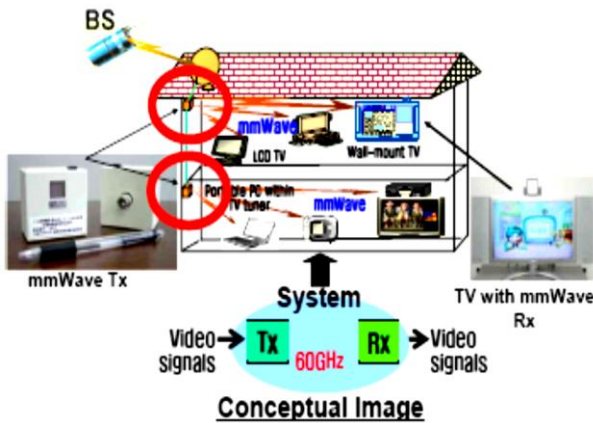 BS
mmWave
LCD TV
Wall-mount TV
Portable PC within
TV tuner
mmWave
mmWave Tx
TV with mmWave
Rx
System
Video
signals
Tx
60GHz
Rx
Video
signals
Conceptual Image